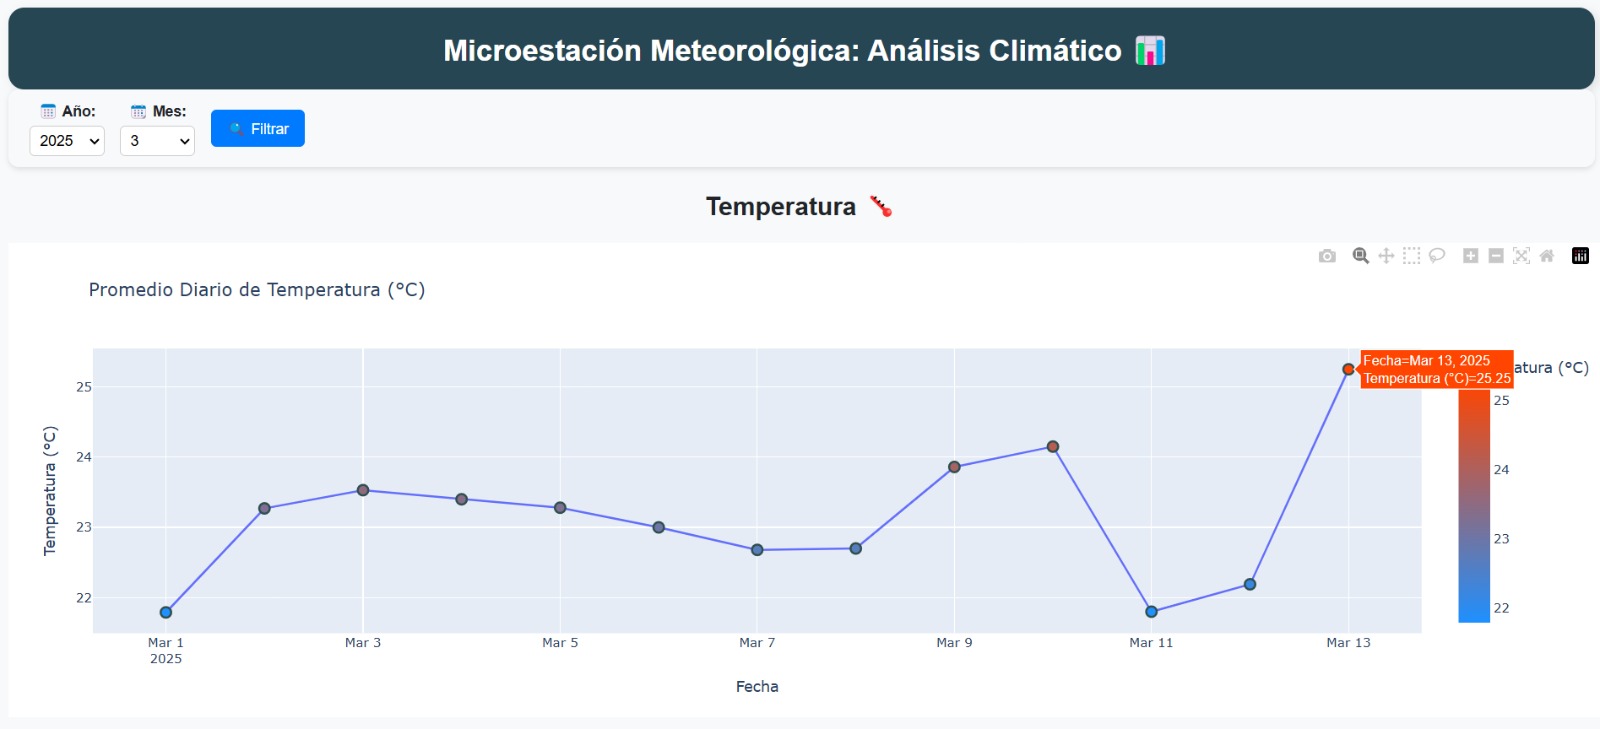 Microestación Meteorológica: Análisis Climático
Año:
Mes:
2025
3
Filtrar
Temperatura
Promedio Diario de Temperatura (°C)
Fecha=Mar 13, 2025
Temperatura (°C)=25.25
atura (°C)
25
24
23
22
Temperatura (°C)
25
24
23
22
Mar 1
2025
Mar 3
Mar 5
Mar 7
Mar 9
Mar 11
Mar 13
Fecha